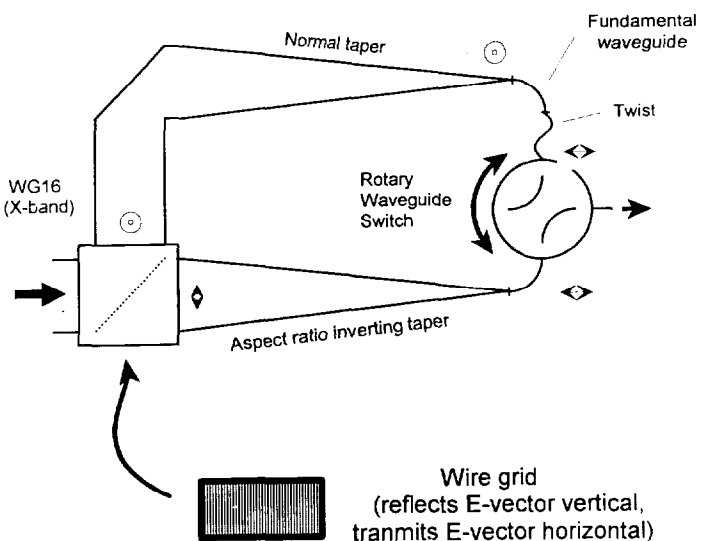 Normal taper
Fundamental
waveguide
Twist
WG16
(X-band)
Rotary
Waveguide
Switch
Aspect ratio inverting taper
Wire grid
(reflects E-vector vertical,
tranmits E-vector horizontal)